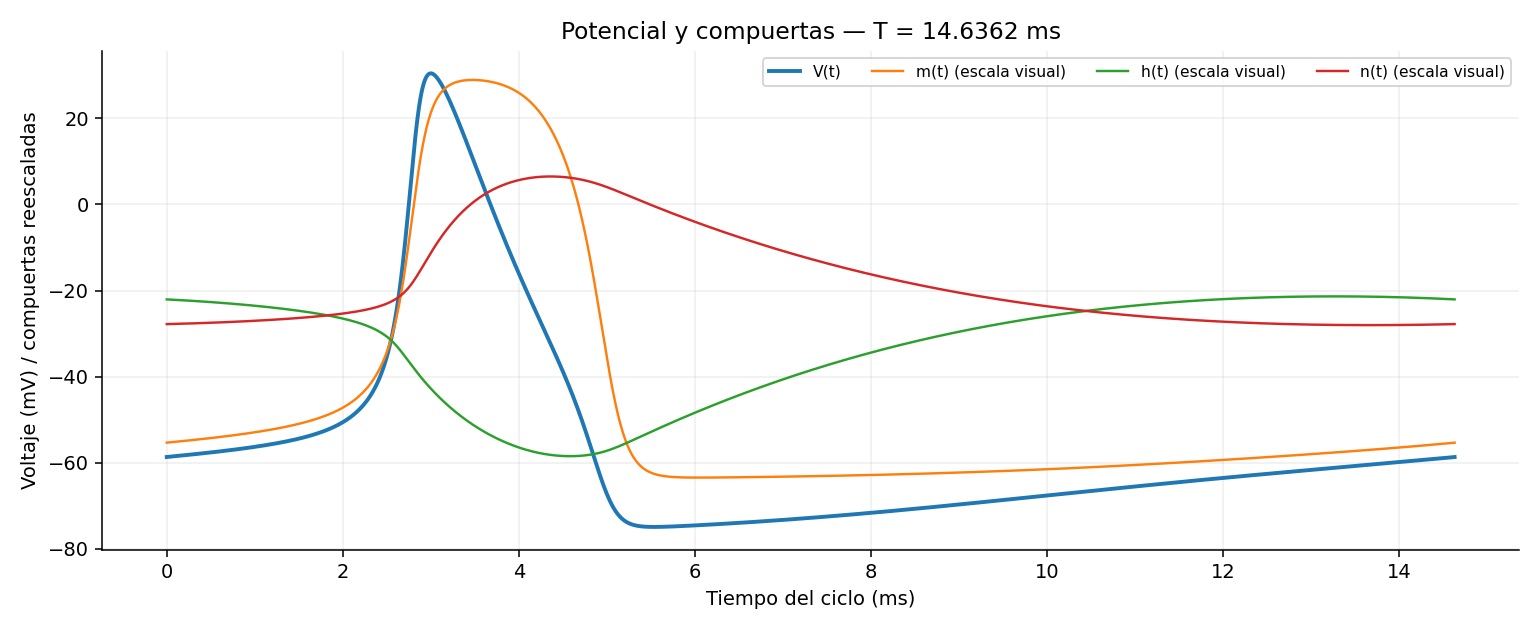 Potencial y compuertas — T = 14.6362 ms
V(t) m(t) (escala visual) h(t) (escala visual) n(t) (escala visual)
Voltaje (mV) / compuertas reescaladas
20
0
−20
−40
−60
−80
0 2 4 6 8 10 12 14
Tiempo del ciclo (ms)